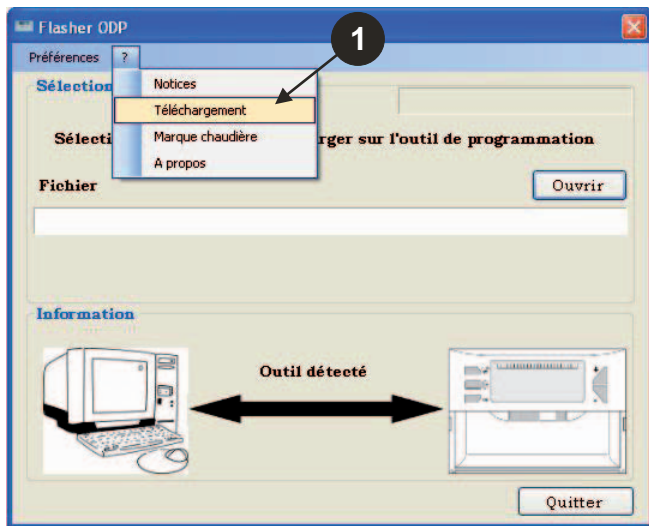 Flasher ODP
1
Préférences ?
Notices
Téléchargement
Marque chaudière
A propos
Sélection
Sélecti rger sur l'outil de programmation
Fichier
Ouvrir
Information
Outil détecté
Quitter